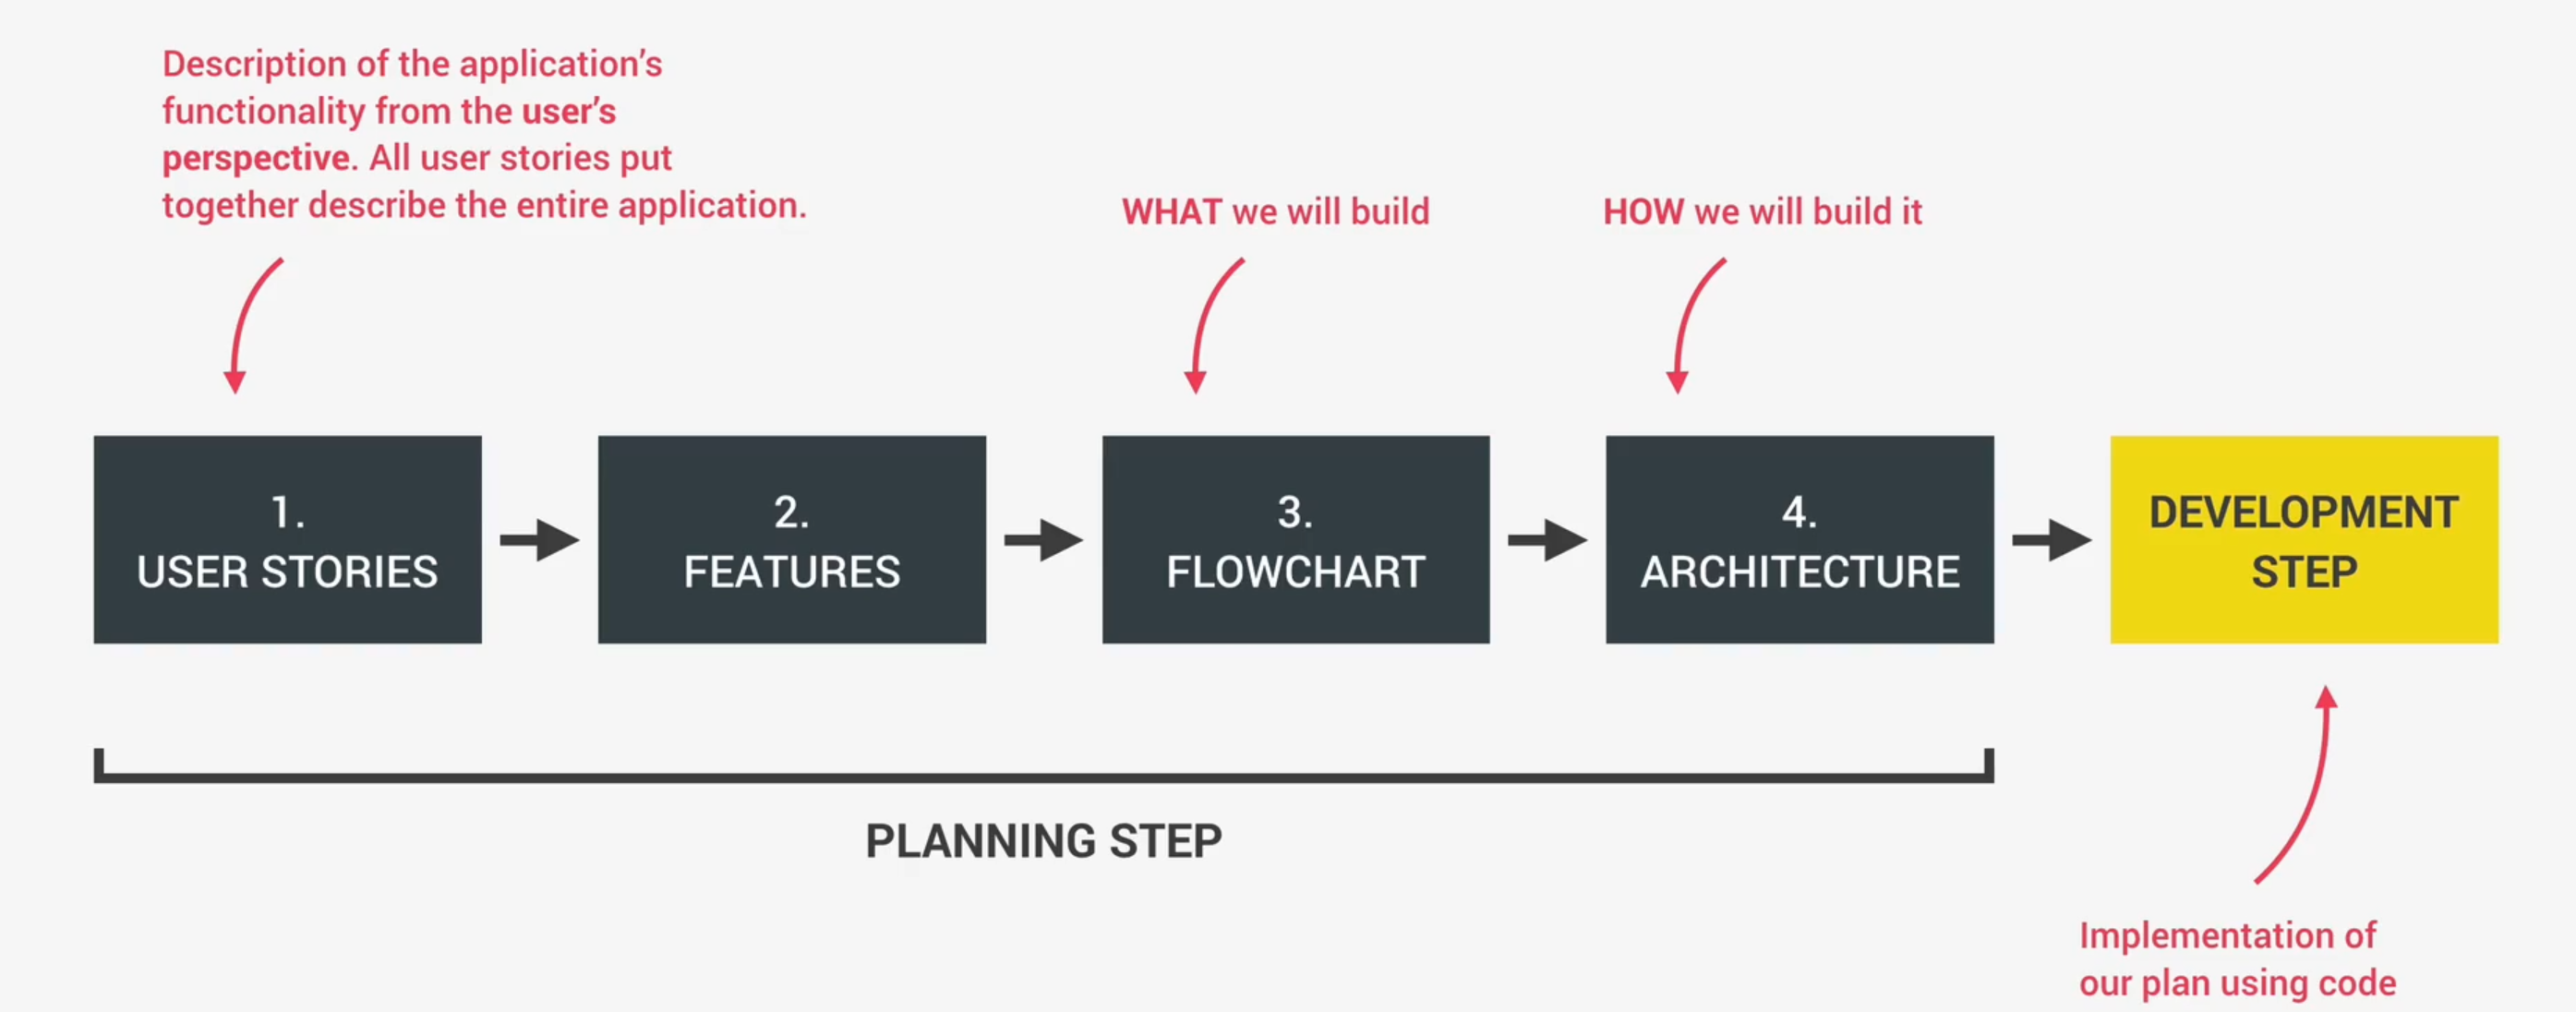 Description of the application's
functionality from the user's
perspective. All user stories put
together describe the entire application.
WHAT we will build
HOW we will build it
1.
USER STORIES
2.
FEATURES
3.
FLOWCHART
4.
ARCHITECTURE
DEVELOPMENT
STEP
PLANNING STEP
Implementation of
our plan using code